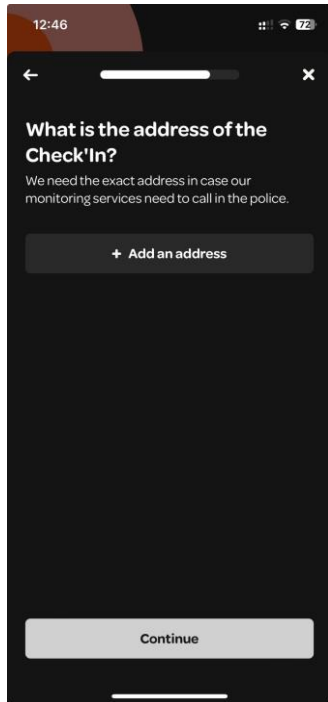 12:46
72
What is the address of the
Check'In?
We need the exact address in case our
monitoring services need to call in the police.
+ Add an address
Continue